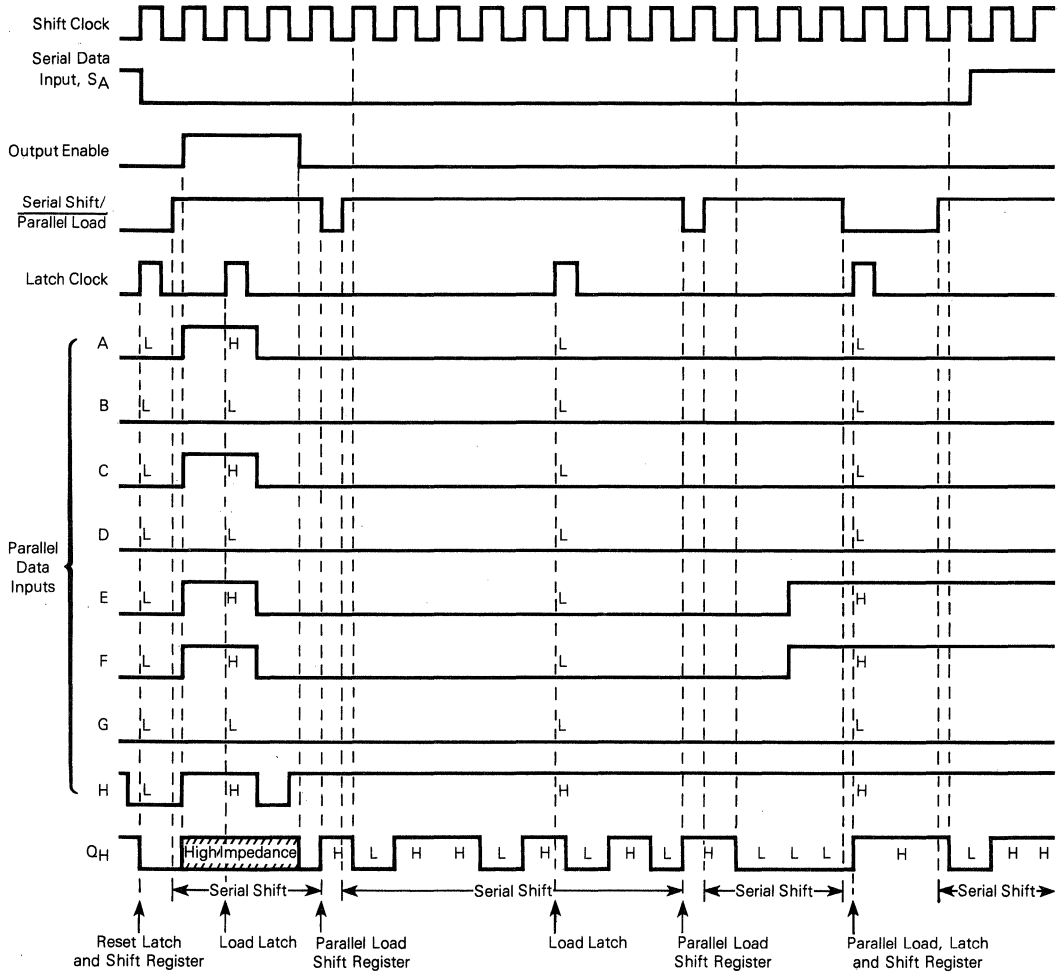 Shift Clock
Serial Data
Input, SA
Output Enable
Serial Shift/
Parallel Load
Latch Clock
A L H L L
B L L L L
C L H L L
D L L L L
Parallel
Data
Inputs
E L H L H
F L H L H
G L L L L
H L H H H
QH High Impedance H L H H L H L H L H L L L H L H H
Serial Shift Serial Shift Serial Shift Serial Shift
Reset Latch
and Shift Register
Load Latch
Parallel Load
Shift Register
Load Latch
Parallel Load
Shift Register
Parallel Load, Latch
and Shift Register